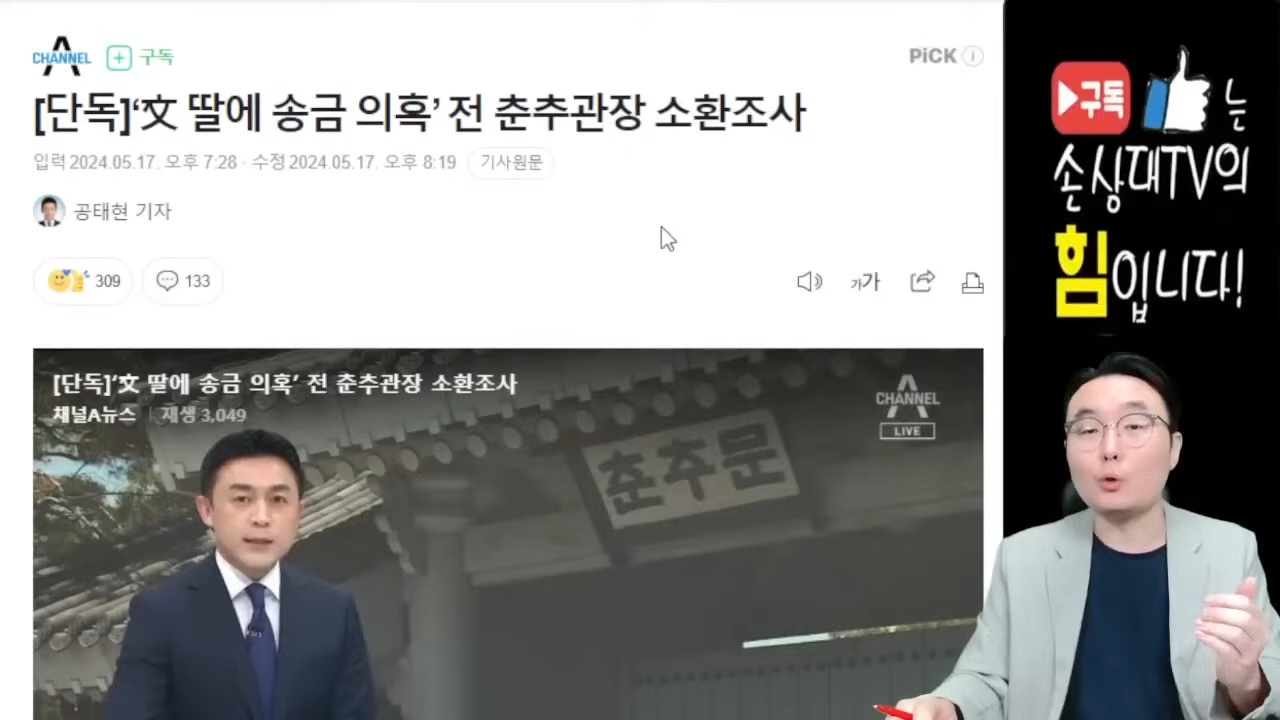 CHANNEL A
구독
PiCK
[단독]‘文 딸에 송금 의혹’ 전 춘추관장 소환조사
입력 2024.05.17. 오후 7:28 · 수정 2024.05.17. 오후 8:19
기사원문
공태현 기자
309
133
가가
[단독]‘文 딸에 송금 의혹’ 전 춘추관장 소환조사
채널A뉴스 | 재생 3,049
CHANNEL A
LIVE
춘추문
구독
는
손상대TV의
힘입니다!